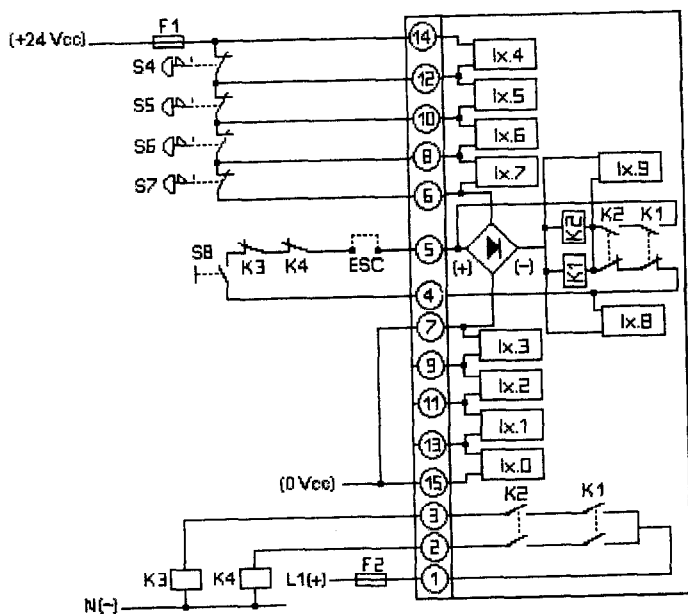 F1
(+24 Vcc)
14
Ix.4
S4
12
Ix.5
S5
10
Ix.6
S6
8
Ix.7
S7
6
Ix.9
K2
K2
K1
S8
5
(+)
(-)
K3
K4
ESC
K1
4
Ix.8
7
Ix.3
9
Ix.2
11
Ix.1
13
Ix.0
(0 Vcc)
15
K2
K1
3
2
K3
K4
L1(+)
F2
1
N(-)